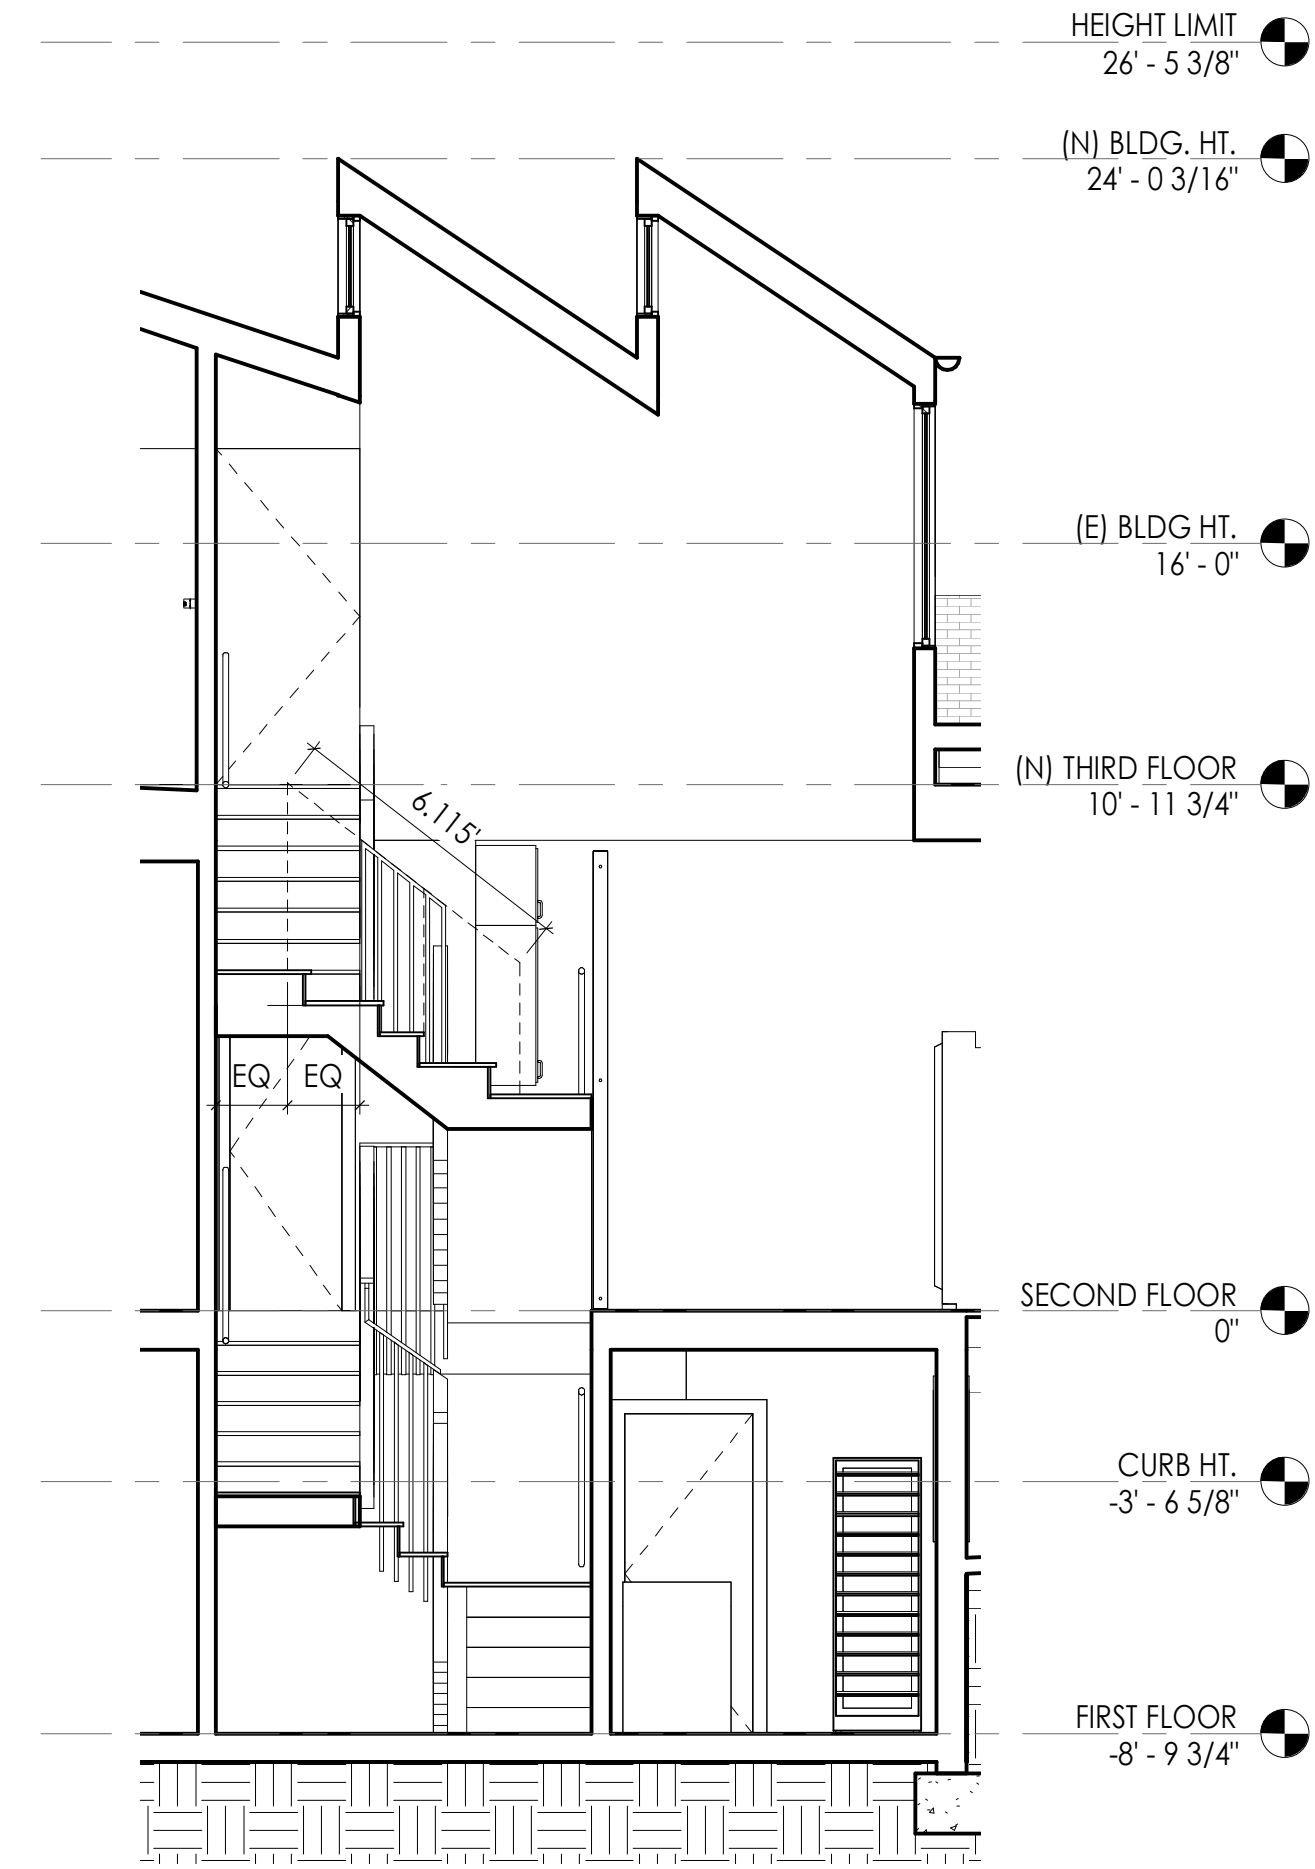 HEIGHT LIMIT
26' - 5 3/8"
(N) BLDG. HT.
24' - 0 3/16"
(E) BLDG HT.
16' - 0"
(N) THIRD FLOOR
10' - 11 3/4"
6.115'
EQ EQ
SECOND FLOOR
0"
CURB HT.
-3' - 6 5/8"
FIRST FLOOR
-8' - 9 3/4"